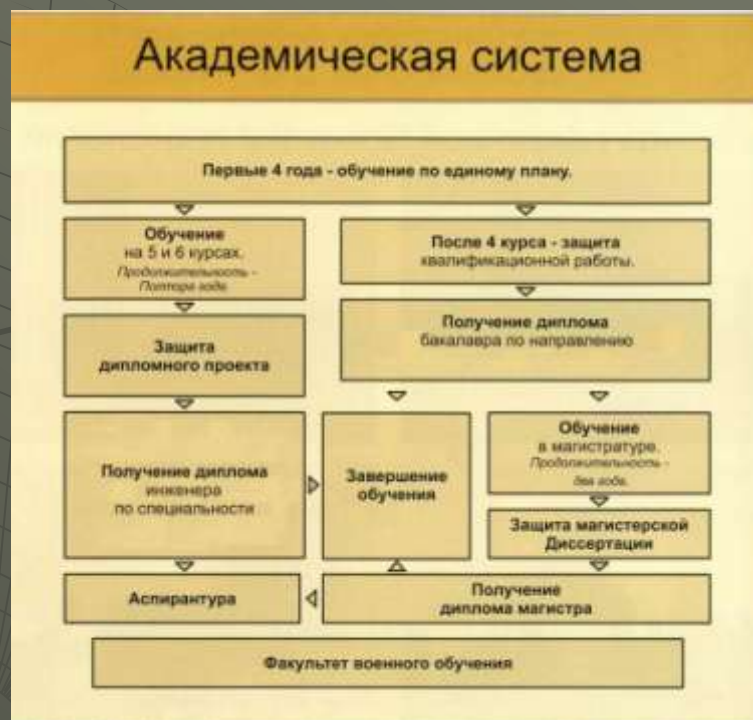 Академическая система
Первые 4 года - обучение по единому плану.
Обучение
на 5 и 6 курсах.
Продолжительность -
Полтора года.
После 4 курса - защита
квалификационной работы.
Защита
дипломного проекта
Получение диплома
бакалавра по направлению
Получение диплома
инженера
по специальности
Завершение
обучения
Обучение
в магистратуре.
Продолжительность -
два года.
Защита магистерской
Диссертации
Аспирантура
Получение
диплома магистра
Факультет военного обучения